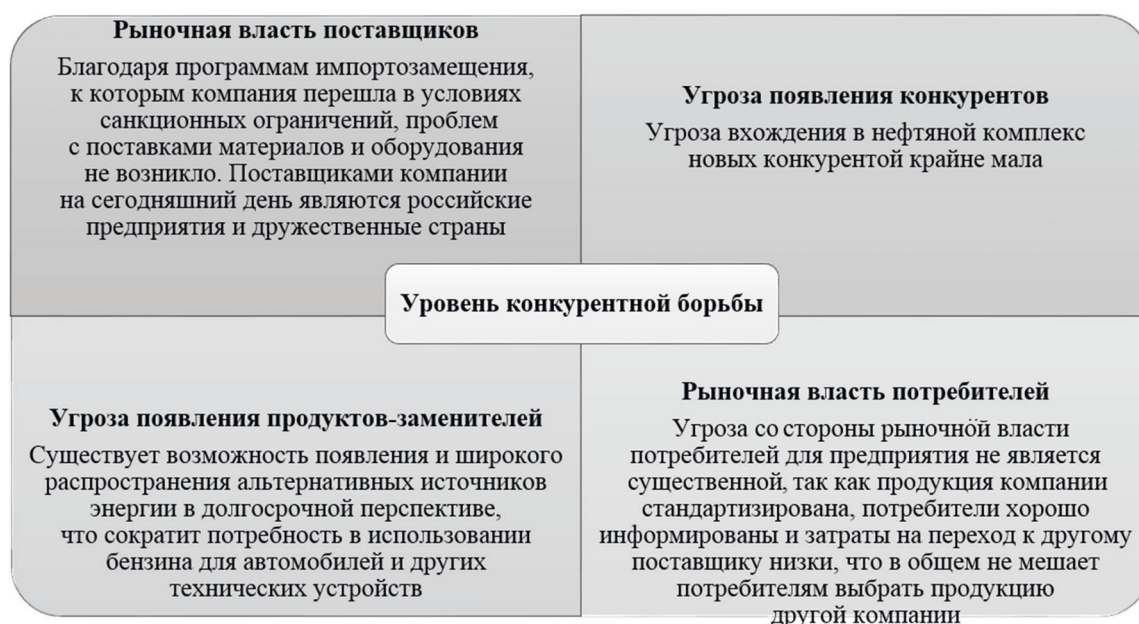 Рыночная власть поставщиков
Благодаря программам импортозамещения,
к которым компания перешла в условиях
санкционных ограничений, проблем
с поставками материалов и оборудования
не возникло. Поставщиками компании
на сегодняшний день являются российские
предприятия и дружественные страны
Угроза появления конкурентов
Угроза вхождения в нефтяной комплекс
новых конкурентой крайне мала
Уровень конкурентной борьбы
Угроза появления продуктов-заменителей
Существует возможность появления и широкого
распространения альтернативных источников
энергии в долгосрочной перспективе,
что сократит потребность в использовании
бензина для автомобилей и других
технических устройств
Рыночная власть потребителей
Угроза со стороны рыночной власти
потребителей для предприятия не является
существенной, так как продукция компании
стандартизирована, потребители хорошо
информированы и затраты на переход к другому
поставщику низки, что в общем не мешает
потребителям выбрать продукцию
другой компании